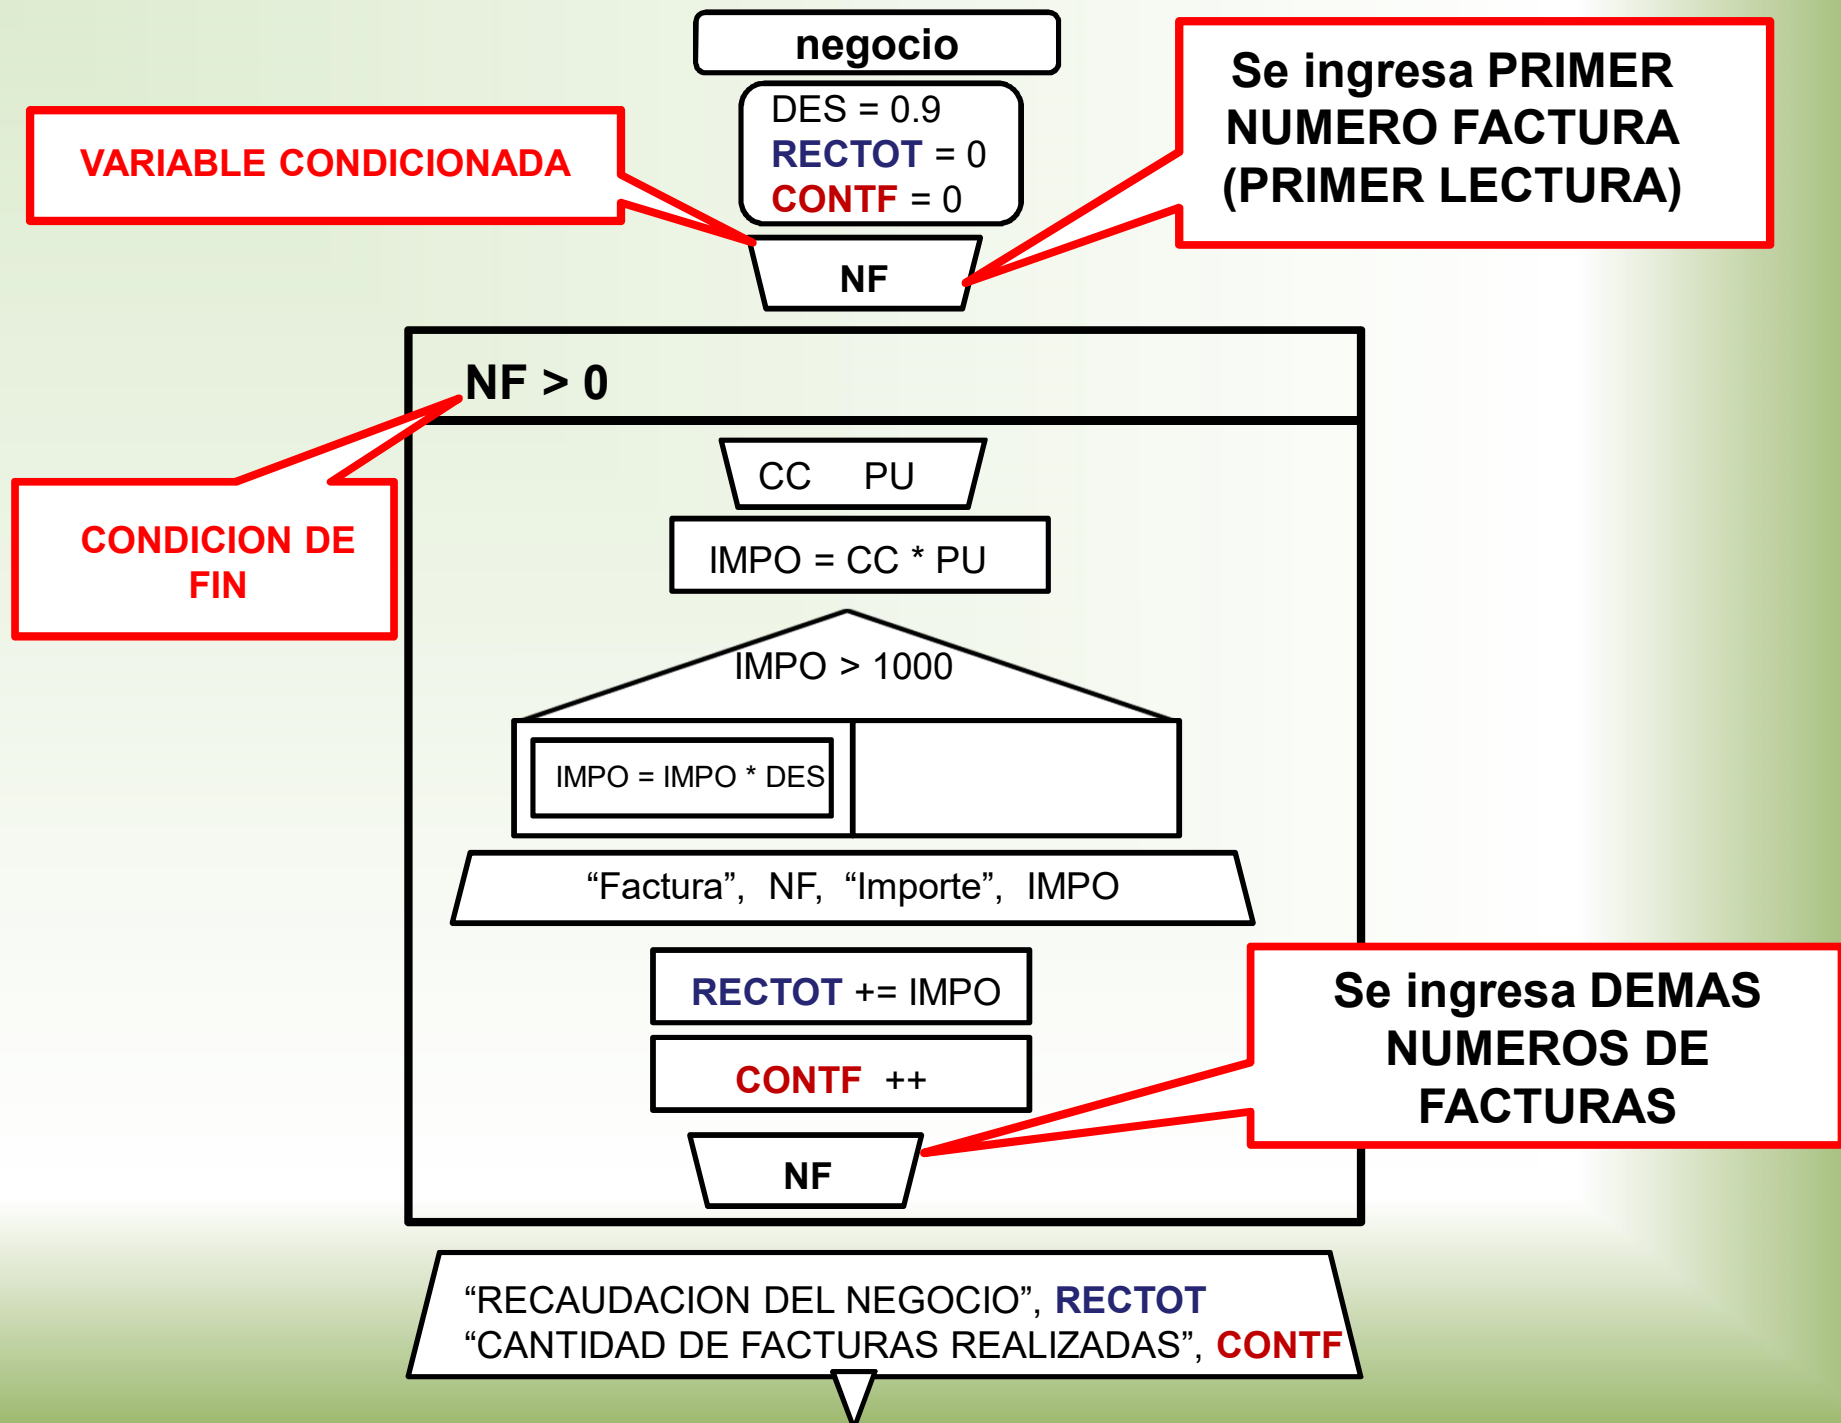 negocio
DES = 0.9
RECTOT = 0
CONTF = 0
VARIABLE CONDICIONADA
Se ingresa PRIMER
NUMERO FACTURA
(PRIMER LECTURA)
NF
NF > 0
CONDICION DE
FIN
CC PU
IMPO = CC * PU
IMPO > 1000
IMPO = IMPO * DES
“Factura”, NF, “Importe”, IMPO
RECTOT += IMPO
CONTF ++
Se ingresa DEMAS
NUMEROS DE
FACTURAS
NF
“RECAUDACION DEL NEGOCIO”, RECTOT
“CANTIDAD DE FACTURAS REALIZADAS”, CONTF